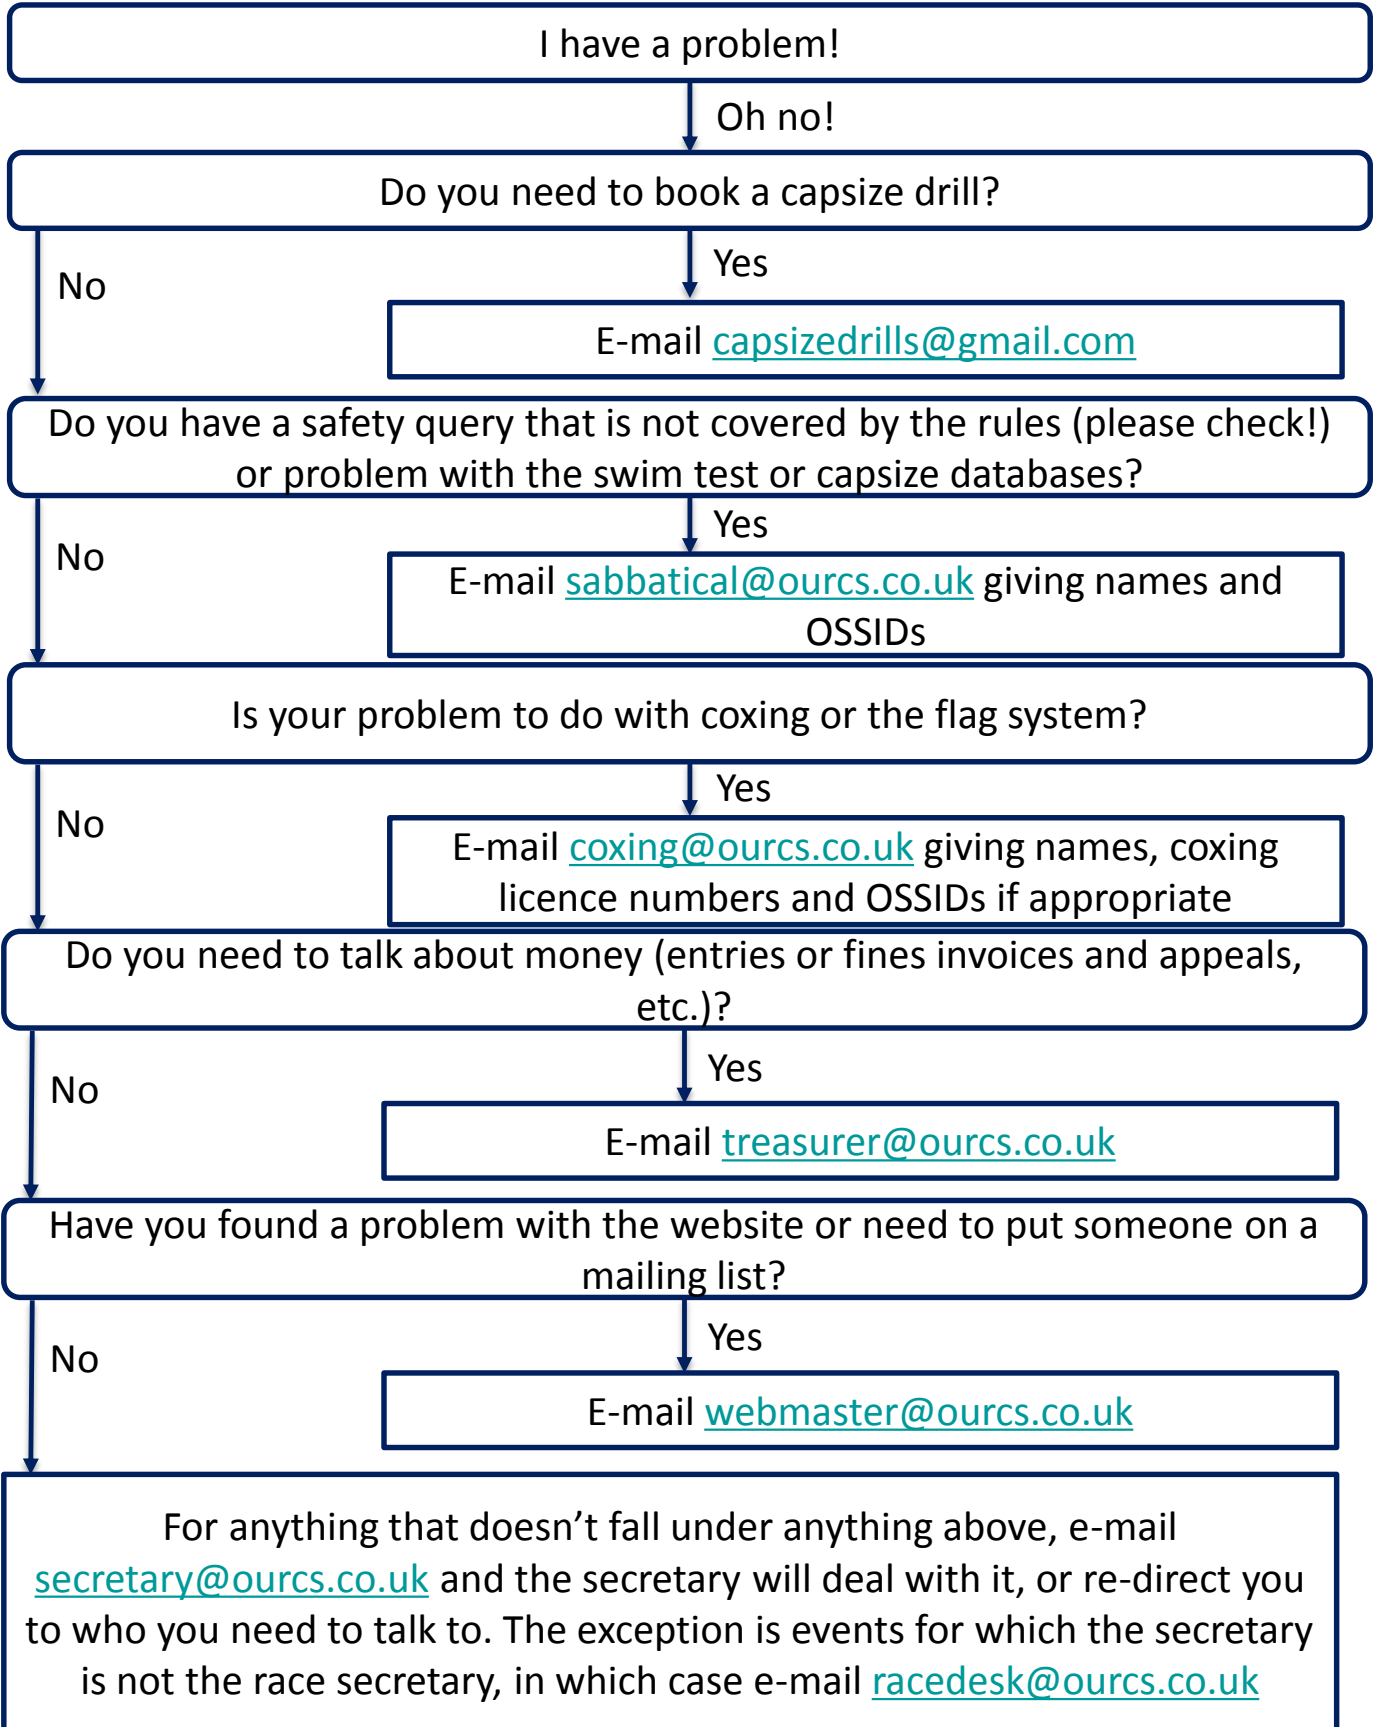 I have a problem!
Oh no!
Do you need to book a capsize drill?
No
Yes
E-mail capsizedrills@gmail.com
Do you have a safety query that is not covered by the rules (please check!)
or problem with the swim test or capsize databases?
No
Yes
E-mail sabbatical@ourcs.co.uk giving names and
OSSIDs
Is your problem to do with coxing or the flag system?
No
Yes
E-mail coxing@ourcs.co.uk giving names, coxing
licence numbers and OSSIDs if appropriate
Do you need to talk about money (entries or fines invoices and appeals,
etc.)?
No
Yes
E-mail treasurer@ourcs.co.uk
Have you found a problem with the website or need to put someone on a
mailing list?
No
Yes
E-mail webmaster@ourcs.co.uk
For anything that doesn’t fall under anything above, e-mail
secretary@ourcs.co.uk and the secretary will deal with it, or re-direct you
to who you need to talk to. The exception is events for which the secretary
is not the race secretary, in which case e-mail racedesk@ourcs.co.uk